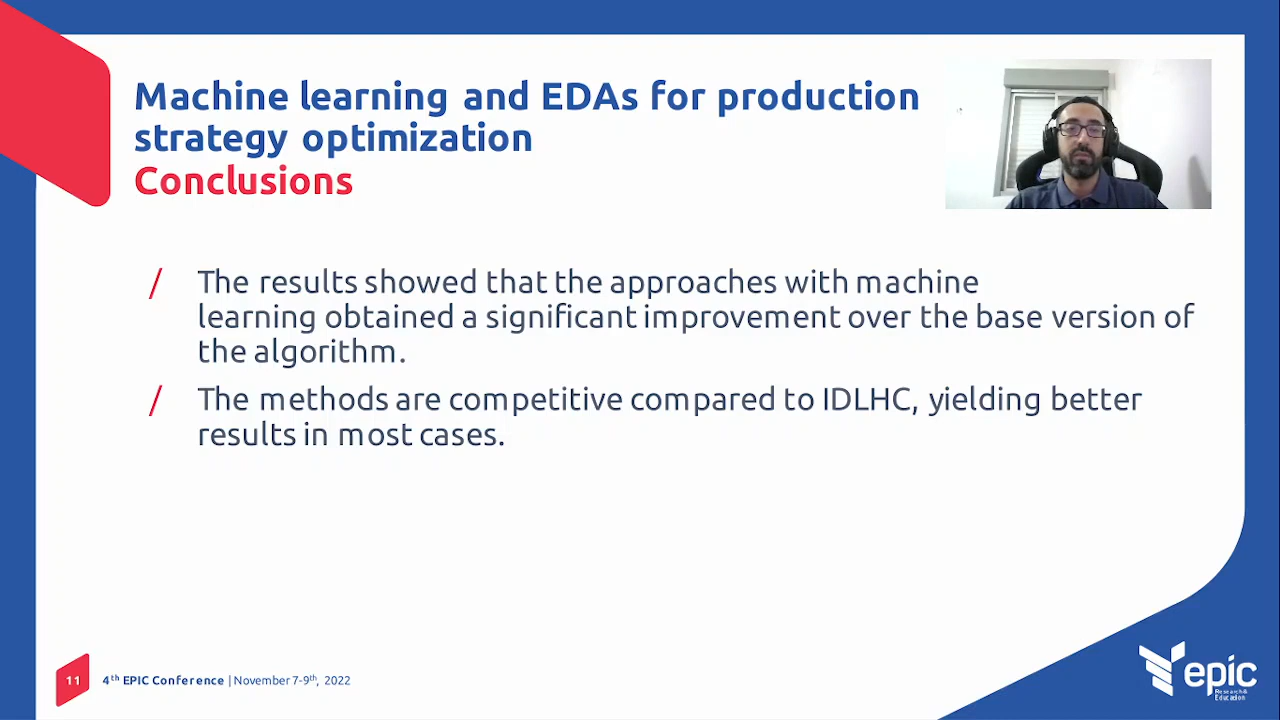 Machine learning and EDAs for production
strategy optimization
Conclusions
/ The results showed that the approaches with machine
learning obtained a significant improvement over the base version of
the algorithm.
/ The methods are competitive compared to IDLHC, yielding better
results in most cases.
11 4th EPIC Conference | November 7-9th, 2022
epic
Research &
Education